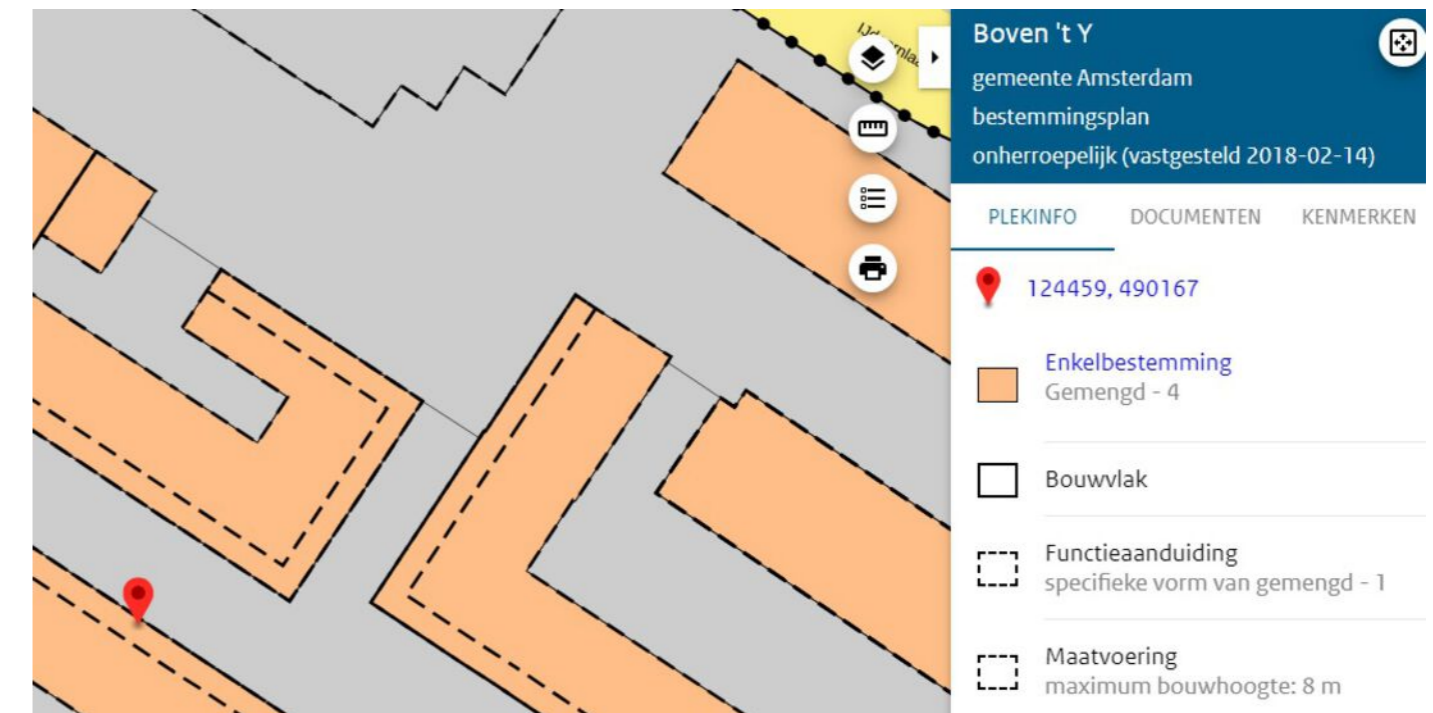 Boven 't Y
gemeente Amsterdam
bestemmingsplan
onherroepelijk (vastgesteld 2018-02-14)
PLEKINFO DOCUMENTEN KENMERKEN
124459, 490167
Enkelbestemming
Gemengd - 4
Bouwvlak
Functieaanduiding
specifieke vorm van gemengd - 1
Maatvoering
maximum bouwhoogte: 8 m